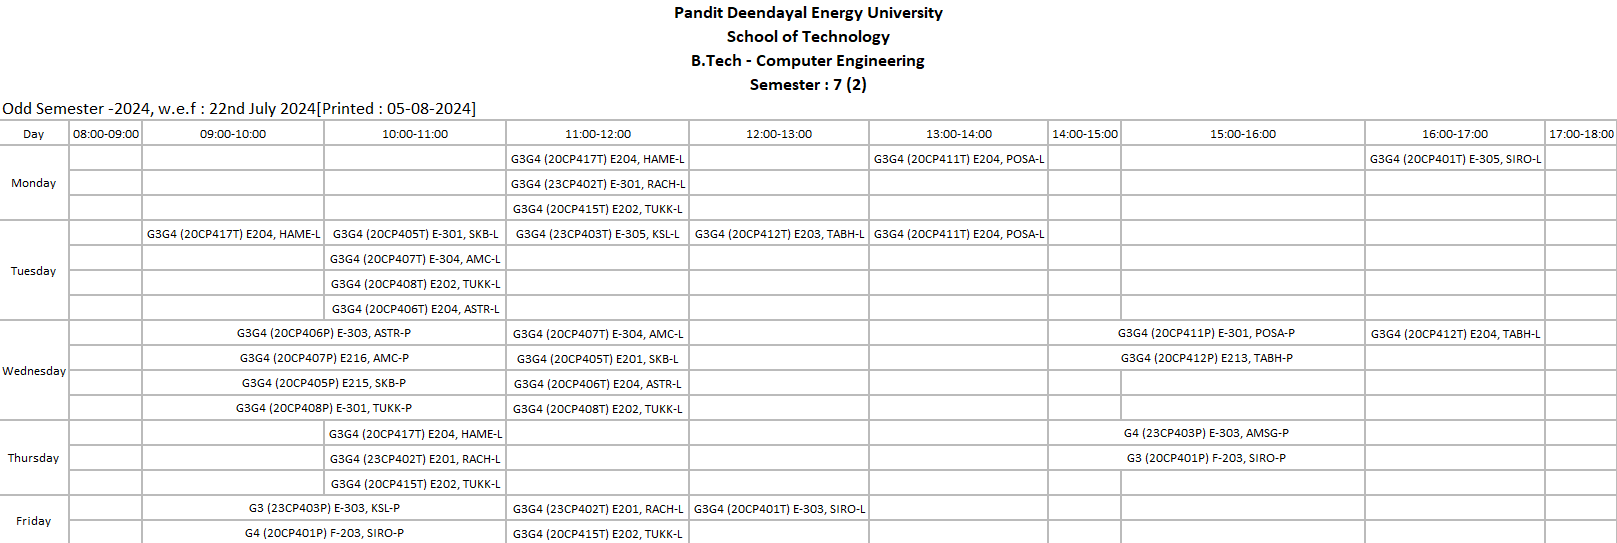 Pandit Deendayal Energy University
School of Technology
B.Tech - Computer Engineering
Semester : 7 (2)
Odd Semester -2024, w.e.f : 22nd July 2024[Printed : 05-08-2024]
Day 08:00-09:00 09:00-10:00 10:00-11:00 11:00-12:00 12:00-13:00 13:00-14:00 14:00-15:00 15:00-16:00 16:00-17:00 17:00-18:00
Monday
G3G4 (20CP417T) E204, HAME-L G3G4 (20CP411T) E204, POSA-L G3G4 (20CP401T) E-305, SIRO-L
G3G4 (23CP402T) E-301, RACH-L
G3G4 (20CP415T) E202, TUKK-L
Tuesday
G3G4 (20CP417T) E204, HAME-L G3G4 (20CP405T) E-301, SKB-L G3G4 (23CP403T) E-305, KSL-L G3G4 (20CP412T) E203, TABH-L G3G4 (20CP411T) E204, POSA-L
G3G4 (20CP407T) E-304, AMC-L
G3G4 (20CP408T) E202, TUKK-L
G3G4 (20CP406T) E204, ASTR-L
Wednesday
G3G4 (20CP406P) E-303, ASTR-P G3G4 (20CP407T) E-304, AMC-L G3G4 (20CP411P) E-301, POSA-P G3G4 (20CP412T) E204, TABH-L
G3G4 (20CP407P) E216, AMC-P G3G4 (20CP405T) E201, SKB-L G3G4 (20CP412P) E213, TABH-P
G3G4 (20CP405P) E215, SKB-P G3G4 (20CP406T) E204, ASTR-L
G3G4 (20CP408P) E-301, TUKK-P G3G4 (20CP408T) E202, TUKK-L
Thursday
G3G4 (20CP417T) E204, HAME-L G4 (23CP403P) E-303, AMSG-P
G3G4 (23CP402T) E201, RACH-L G3 (20CP401P) F-203, SIRO-P
G3G4 (20CP415T) E202, TUKK-L
Friday
G3 (23CP403P) E-303, KSL-P G3G4 (23CP402T) E201, RACH-L G3G4 (20CP401T) E-303, SIRO-L
G4 (20CP401P) F-203, SIRO-P G3G4 (20CP415T) E202, TUKK-L